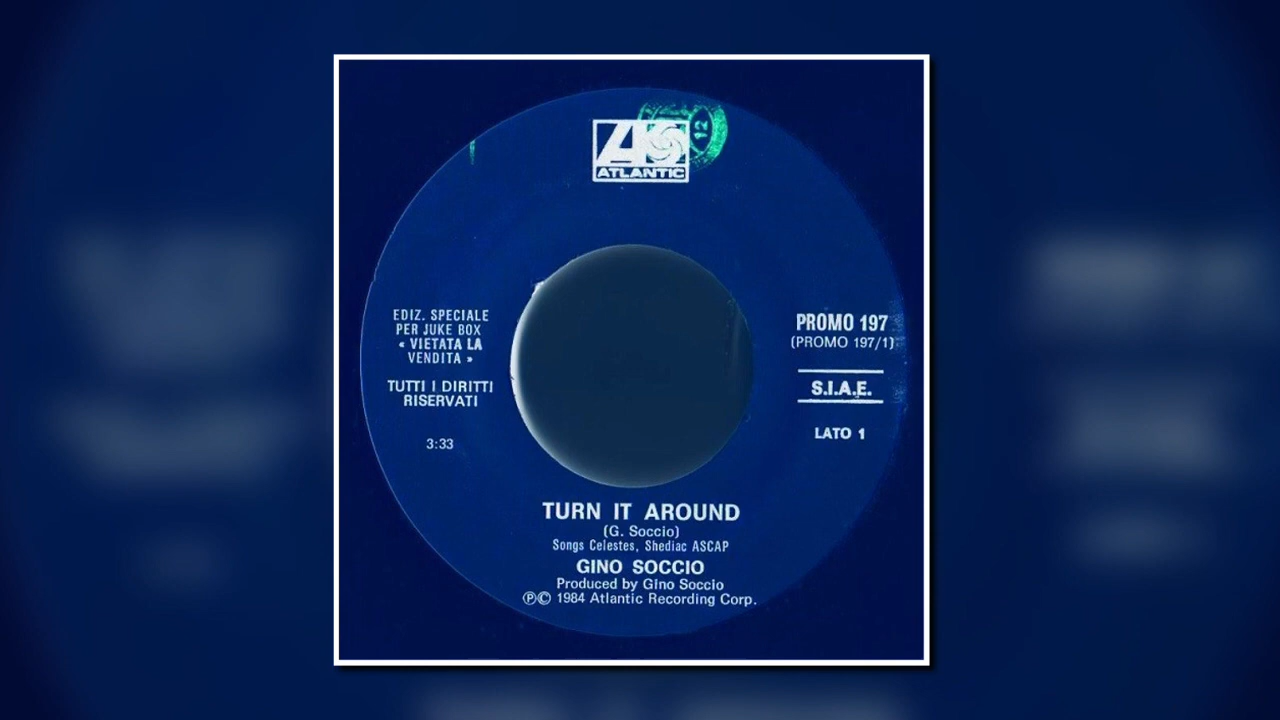 12
ATLANTIC
EDIZ. SPECIALE
PER JUKE BOX
« VIETATA LA
VENDITA »
TUTTI I DIRITTI
RISERVATI
3:33
PROMO 197
(PROMO 197/1)
S.I.A.E.
LATO 1
TURN IT AROUND
(G. Soccio)
Songs Celestes, Shediac ASCAP
GINO SOCCIO
Produced by Gino Soccio
℗© 1984 Atlantic Recording Corp.